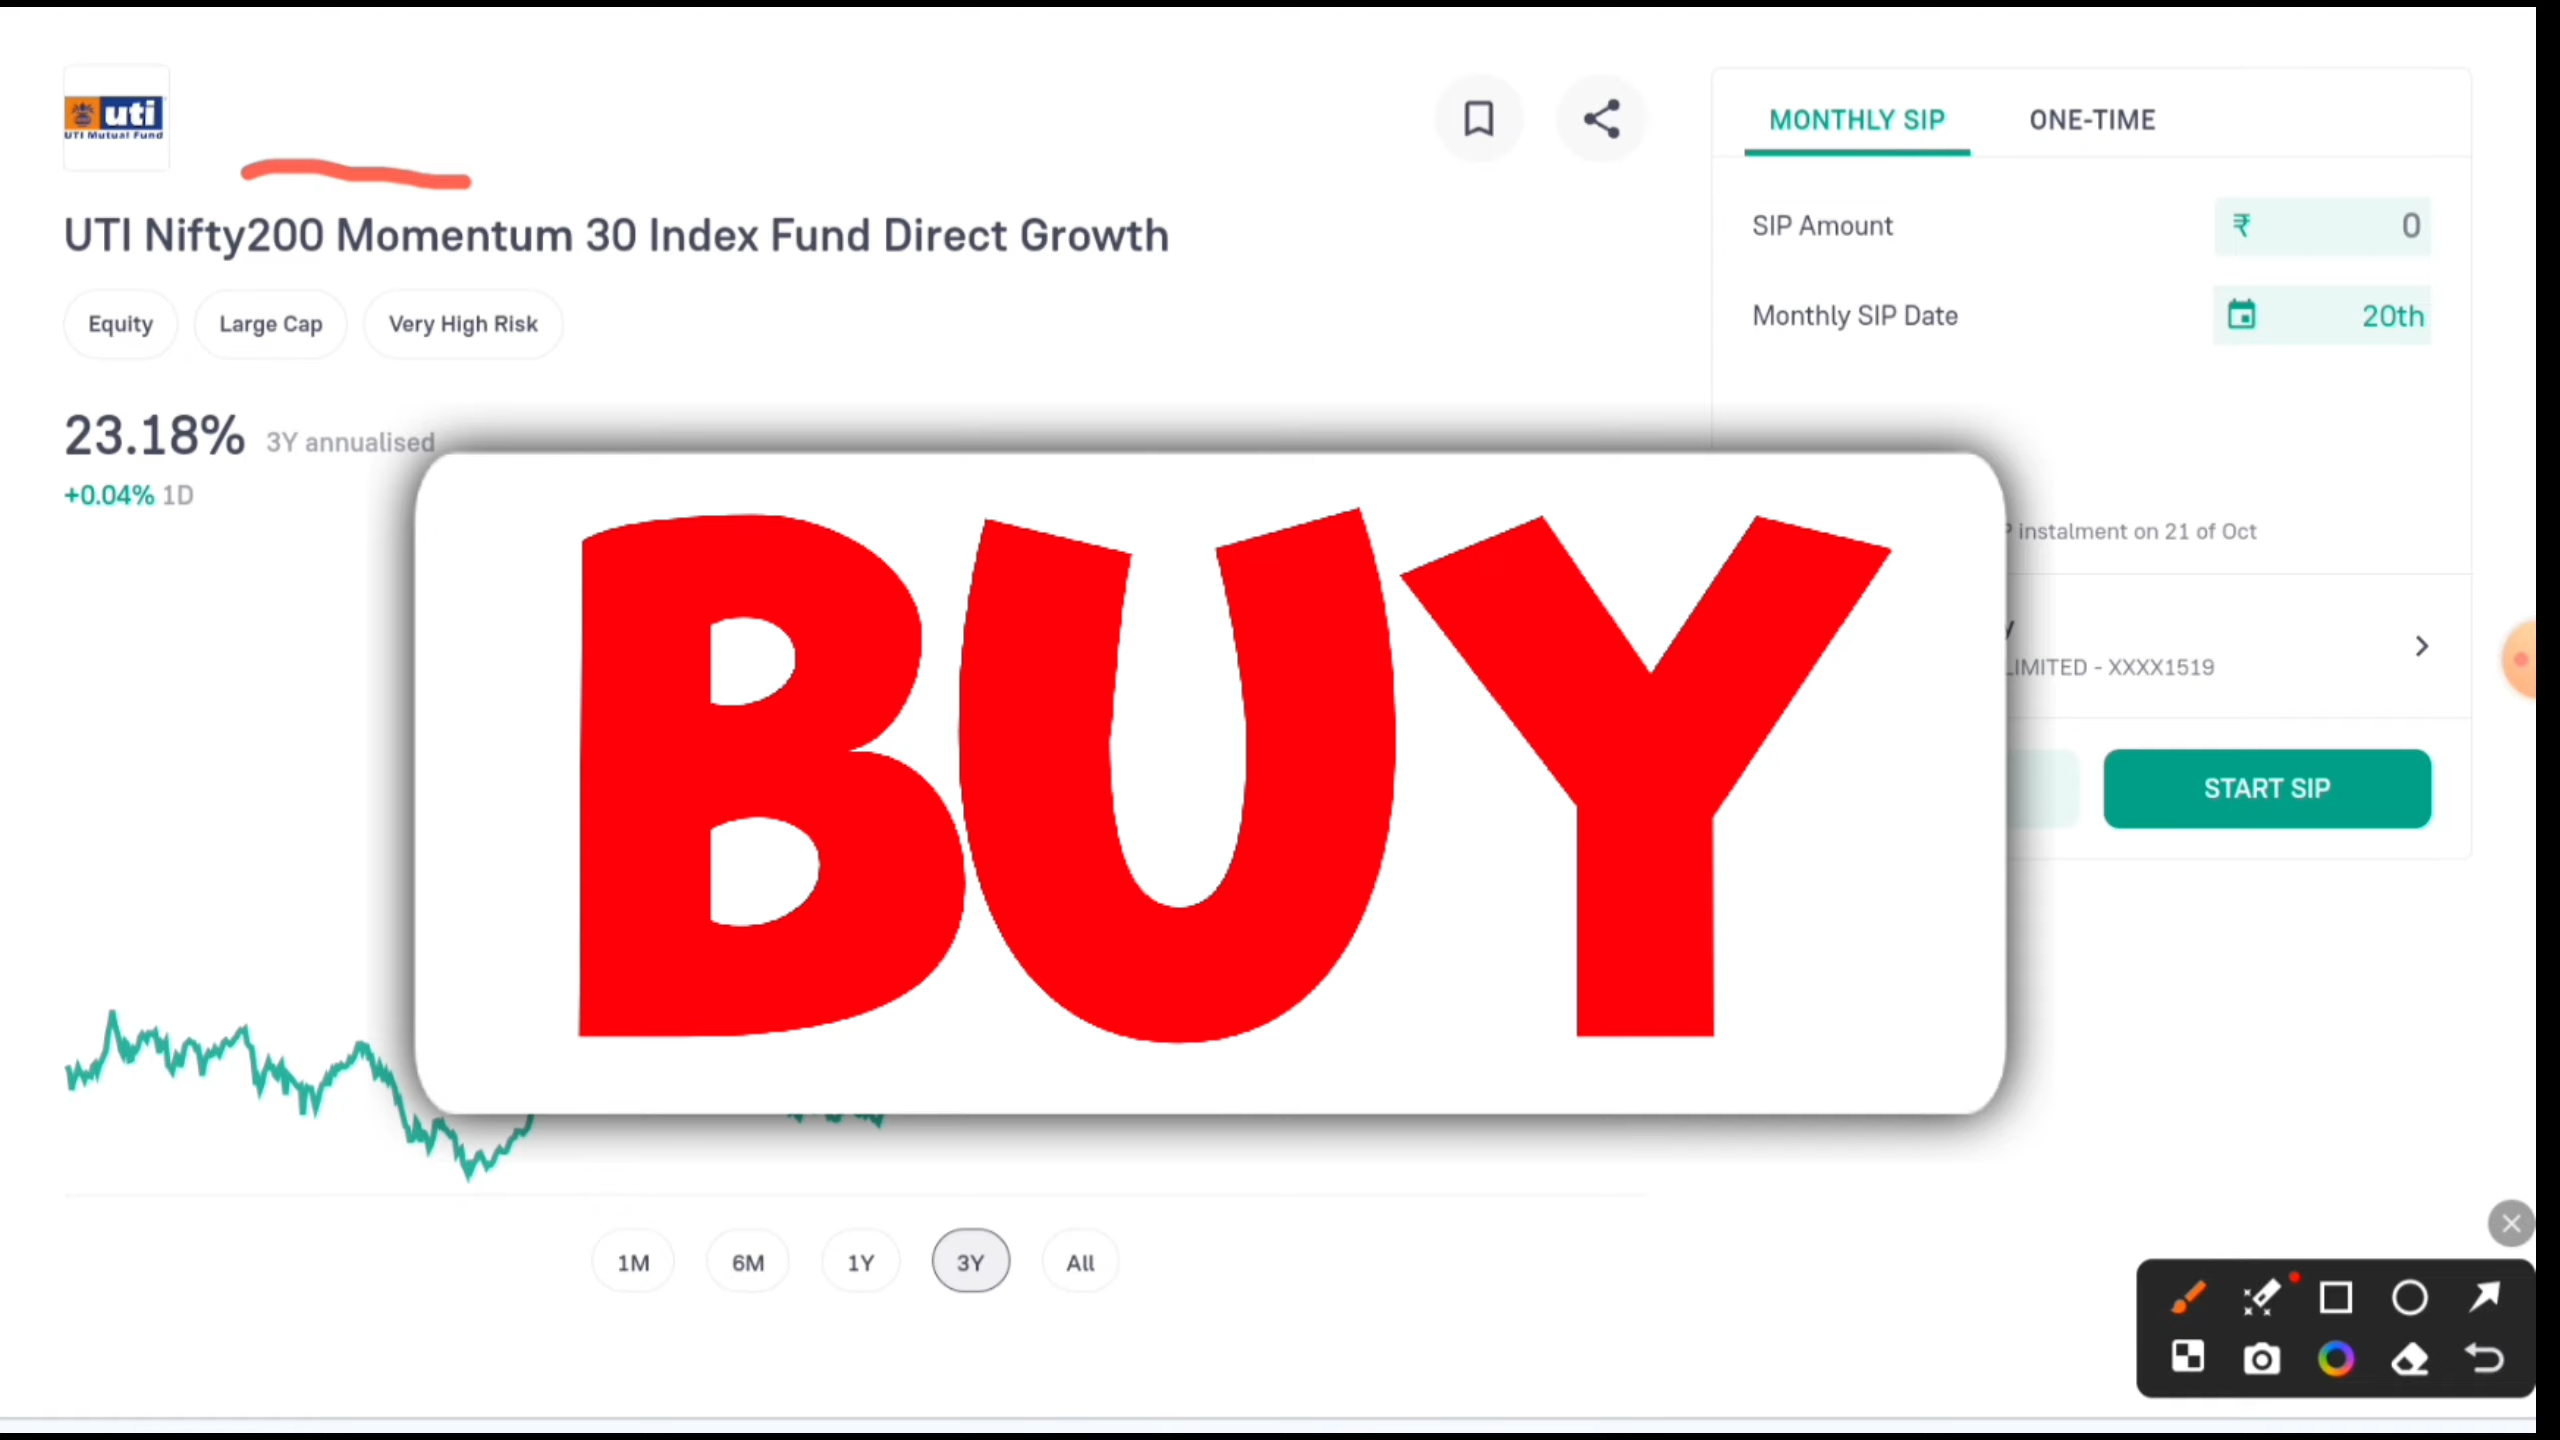 uti
UTI Mutual Fund
MONTHLY SIP
ONE-TIME
UTI Nifty200 Momentum 30 Index Fund Direct Growth
SIP Amount
₹ 0
Equity
Large Cap
Very High Risk
Monthly SIP Date
20th
23.18% 3Y annualised
+0.04% 1D
BUY
instalment on 21 of Oct
LIMITED - XXXX1519
START SIP
1M
6M
1Y
3Y
All